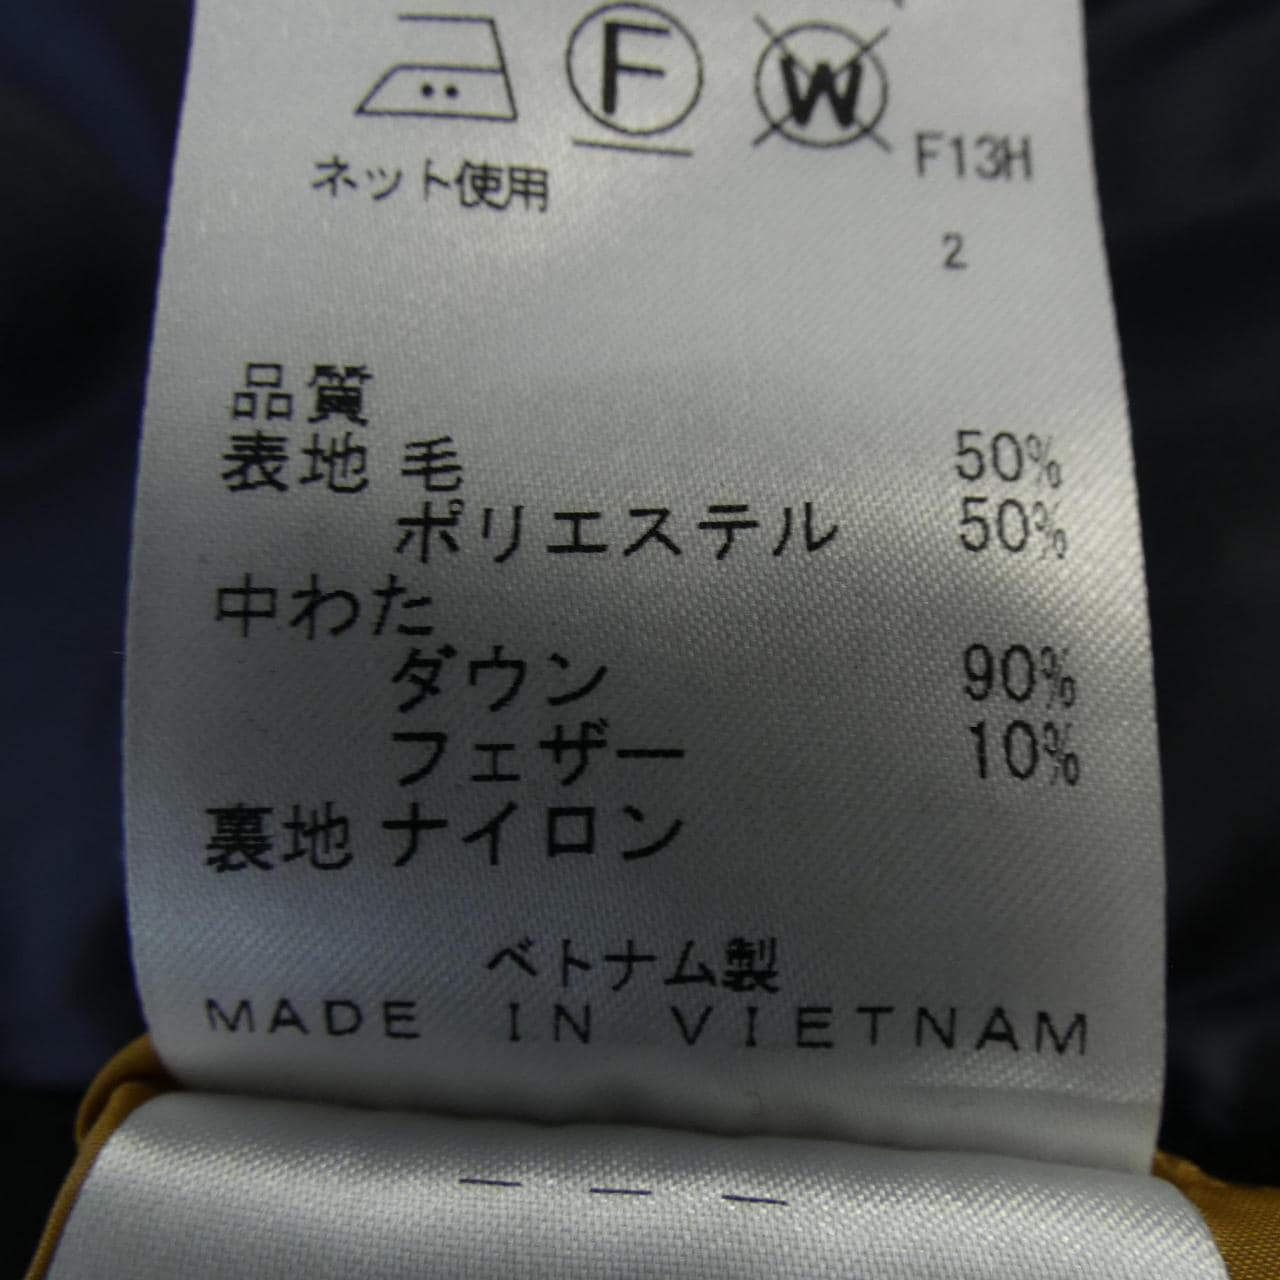 F W
ネット使用
F13H
2
品質
表地 毛 50%
ポリエステル 50%
中わた
ダウン 90%
フェザー 10%
裏地 ナイロン
ベトナム製
MADE IN VIETNAM